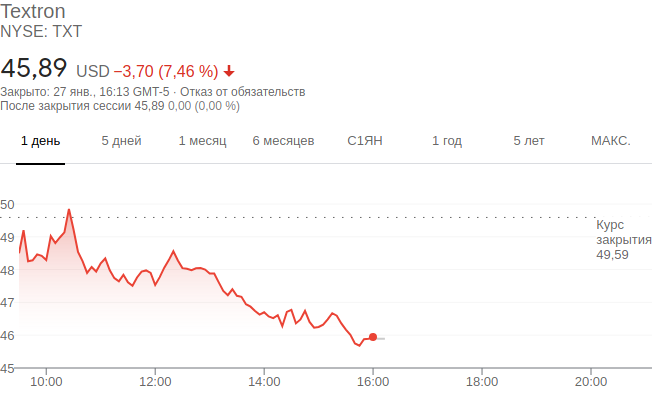 Textron
NYSE: TXT
45,89 USD −3,70 (7,46 %)
Закрыто: 27 янв., 16:13 GMT-5 · Отказ от обязательств
После закрытия сессии 45,89 0,00 (0,00 %)
1 день 5 дней 1 месяц 6 месяцев С1ЯН 1 год 5 лет МАКС.
50
Курс
49
закрытия
49,59
48
47
46
45
10:00 12:00 14:00 16:00 18:00 20:00